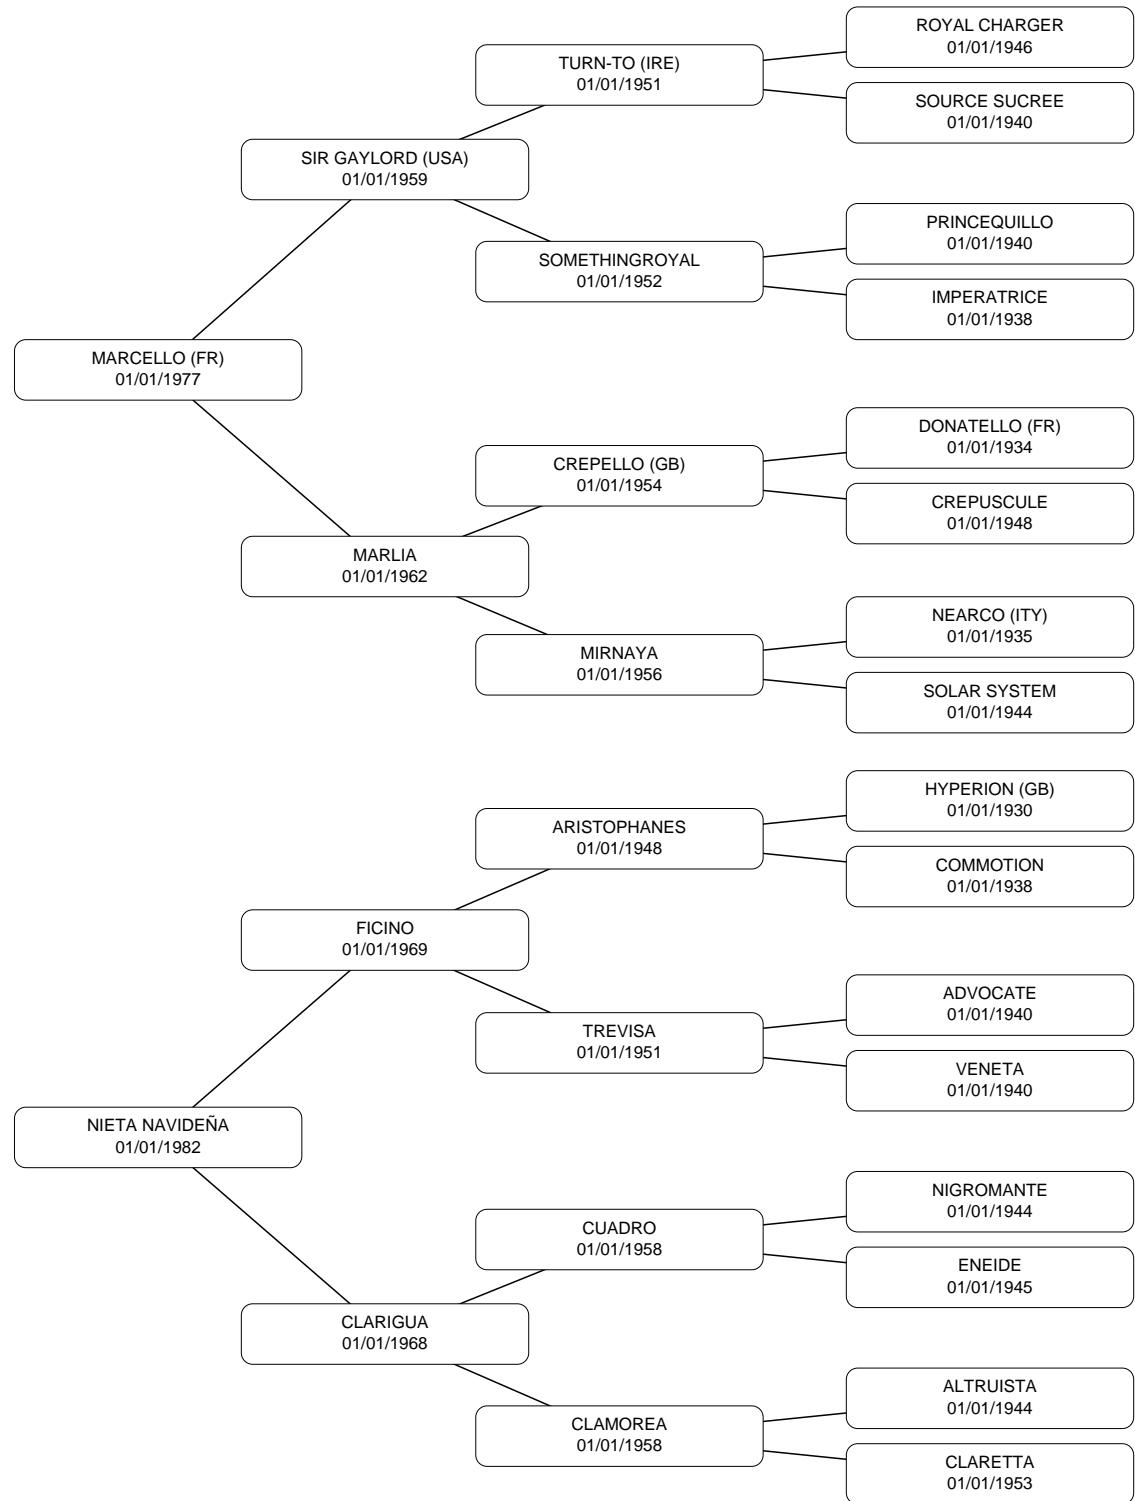 ROYAL CHARGER
01/01/1946
TURN-TO (IRE)
01/01/1951
SOURCE SUCREE
01/01/1940
SIR GAYLORD (USA)
01/01/1959
PRINCEQUILLO
01/01/1940
SOMETHINGROYAL
01/01/1952
IMPERATRICE
01/01/1938
MARCELLO (FR)
01/01/1977
DONATELLO (FR)
01/01/1934
CREPELLO (GB)
01/01/1954
CREPUSCULE
01/01/1948
MARLIA
01/01/1962
NEARCO (ITY)
01/01/1935
MIRNAYA
01/01/1956
SOLAR SYSTEM
01/01/1944
HYPERION (GB)
01/01/1930
ARISTOPHANES
01/01/1948
COMMOTION
01/01/1938
FICINO
01/01/1969
ADVOCATE
01/01/1940
TREVISA
01/01/1951
VENETA
01/01/1940
NIETA NAVIDEÑA
01/01/1982
NIGROMANTE
01/01/1944
CUADRO
01/01/1958
ENEIDE
01/01/1945
CLARIGUA
01/01/1968
ALTRUISTA
01/01/1944
CLAMOREA
01/01/1958
CLARETTA
01/01/1953